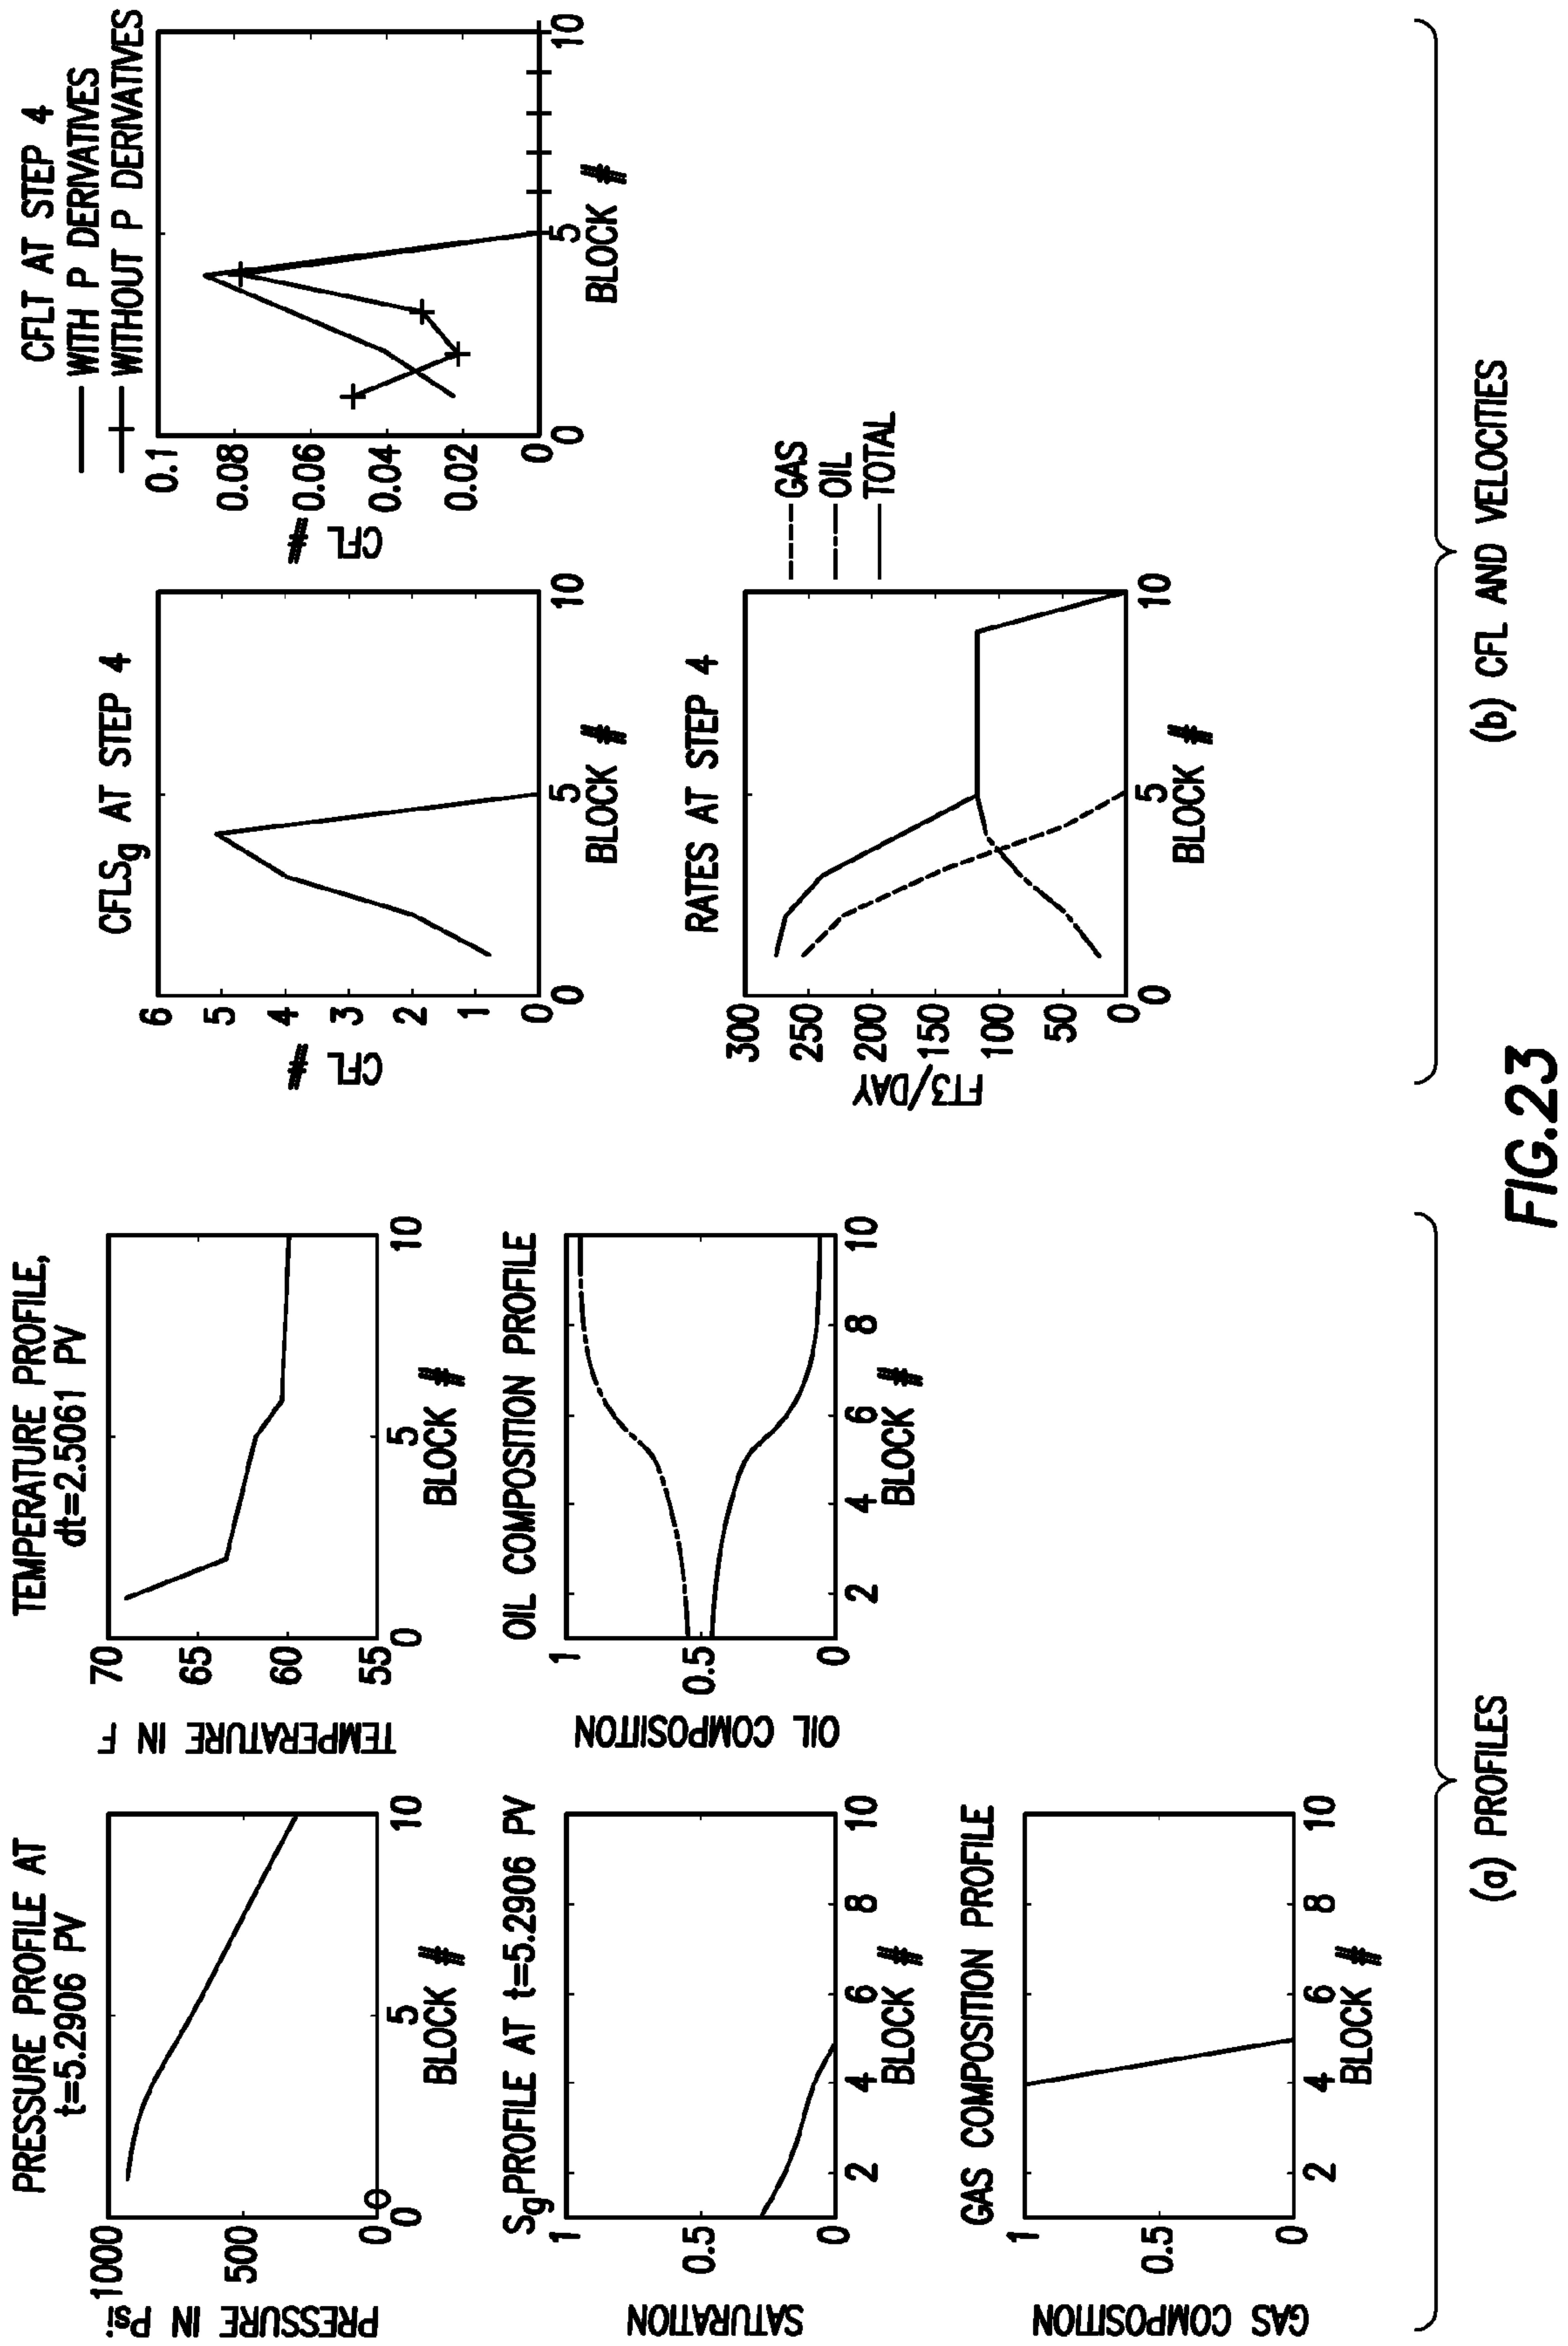 PRESSURE PROFILE AT
t=5.2906 PV
PRESSURE IN Psi
1000
500
0
0
5
10
BLOCK #
TEMPERATURE PROFILE,
dt=2.5061 PV
TEMPERATURE IN F
70
65
60
55
0
5
10
BLOCK #
SgPROFILE AT t=5.2906 PV
SATURATION
1
0.5
0
2
4
6
8
10
BLOCK #
OIL COMPOSITION PROFILE
OIL COMPOSIITON
1
0.5
0
2
4
6
8
10
BLOCK #
GAS COMPOSITION PROFILE
GAS COMPOSITION
1
0.5
0
2
4
6
8
10
BLOCK #
(a) PROFILES
CFLSg AT STEP 4
CFL #
6
5
4
3
2
1
0
0
5
10
BLOCK #
CFLT AT STEP 4
WITH P DERIVATIVES
WITHOUT P DERIVATIVES
CFL #
0.1
0.08
0.06
0.04
0.02
0
0
5
10
BLOCK #
RATES AT STEP 4
FT3/DAY
300
250
200
150
100
50
0
0
5
10
BLOCK #
GAS
OIL
TOTAL
(b) CFL AND VELOCITIES
FIG.23